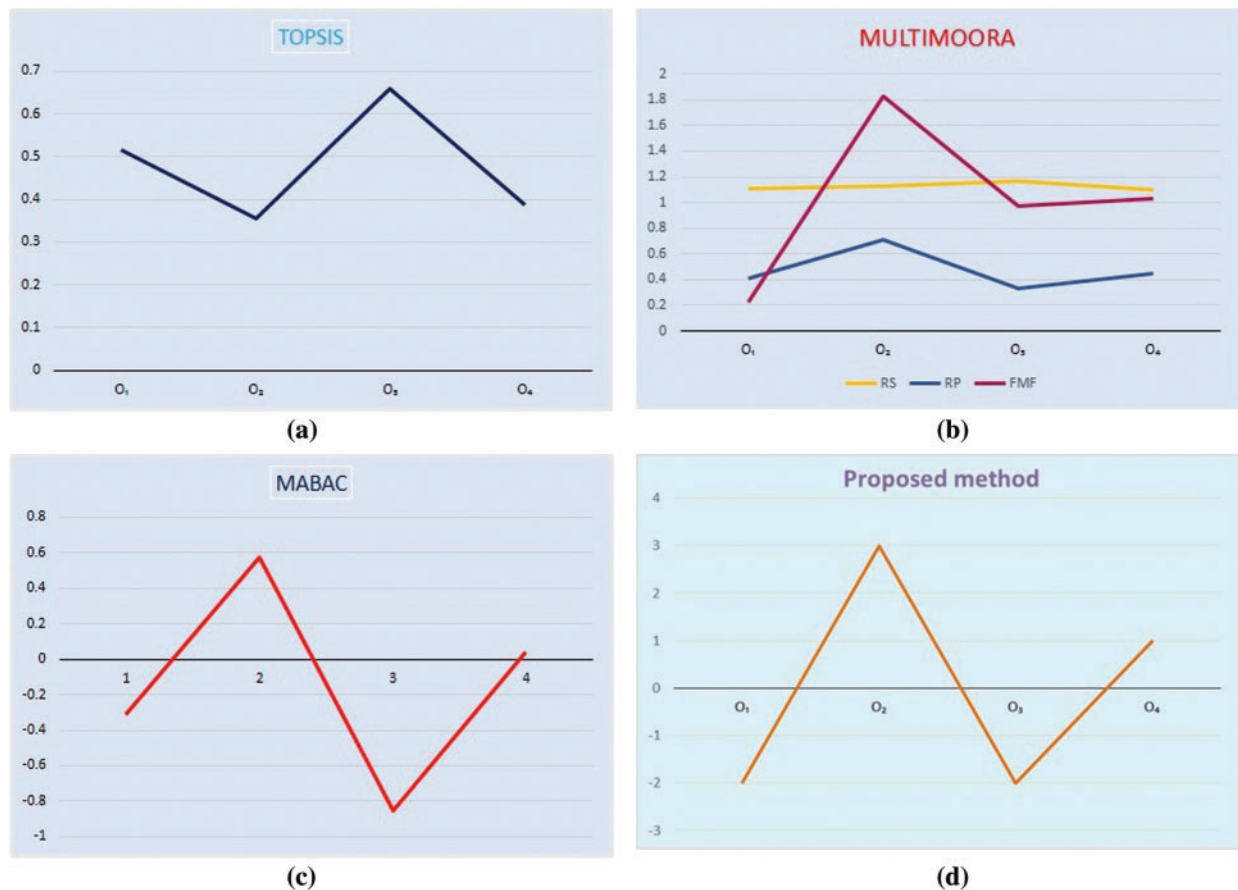 TOPSIS
0.7
0.6
0.5
0.4
0.3
0.2
0.1
0
O₁ O₂ O₃ O₄
(a)
MULTIMOORA
2
1.8
1.6
1.4
1.2
1
0.8
0.6
0.4
0.2
0
O₁ O₂ O₃ O₄
RS RP FMF
(b)
MABAC
0.8
0.6
0.4
0.2
0
-0.2
-0.4
-0.6
-0.8
-1
1 2 3 4
(c)
Proposed method
4
3
2
1
0
-1
-2
-3
O₁ O₂ O₃ O₄
(d)